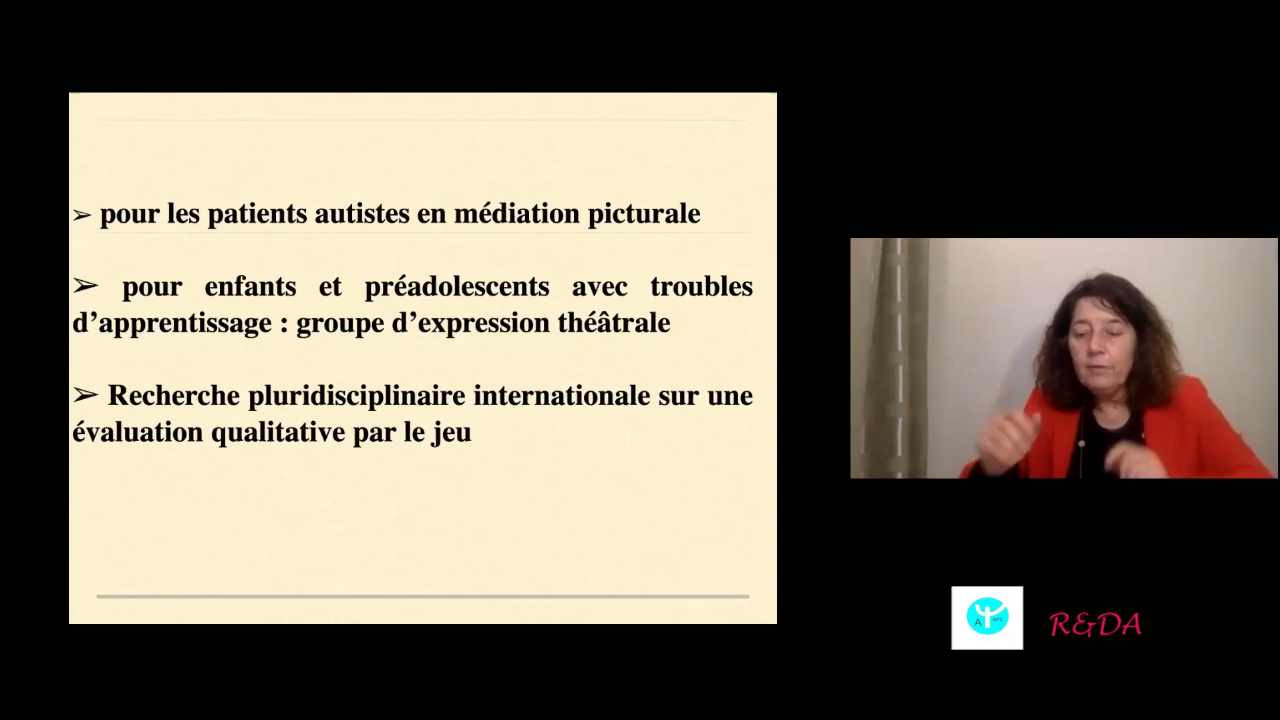 ➢ pour les patients autistes en médiation picturale
➢ pour enfants et préadolescents avec troubles
d’apprentissage : groupe d’expression théâtrale
➢ Recherche pluridisciplinaire internationale sur une
évaluation qualitative par le jeu
R&DA